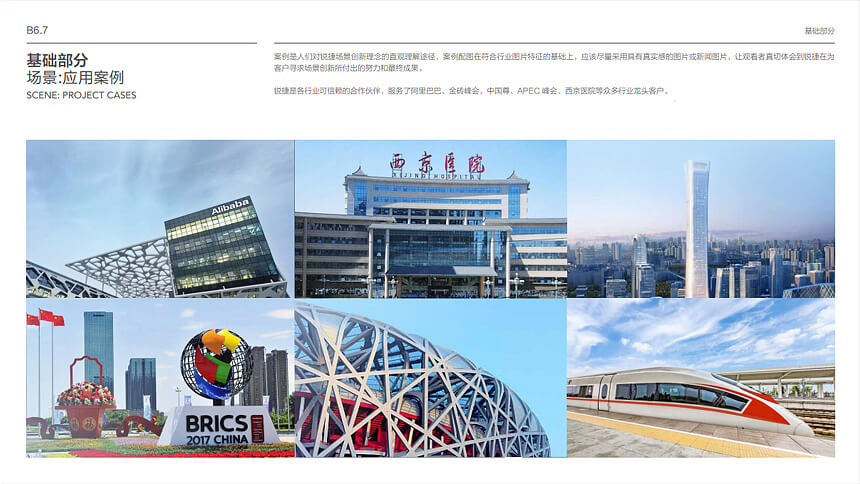 B6.7
基础部分
基础部分
场景:应用案例
SCENE: PROJECT CASES
案例是人们对锐捷场景创新理念的直观理解途径，案例配图在符合行业图片特征的基础上，应该尽量采用具有真实感的图片或新闻图片，让观看者真切体会到锐捷在为
客户寻求场景创新所付出的努力和最终成果。
锐捷是各行业可信赖的合作伙伴，服务了阿里巴巴、金砖峰会、中国尊、APEC 峰会、西京医院等众多行业龙头客户。
Alibaba
西京医院
XIJING HOSPITAL
BRICS
2017 CHINA